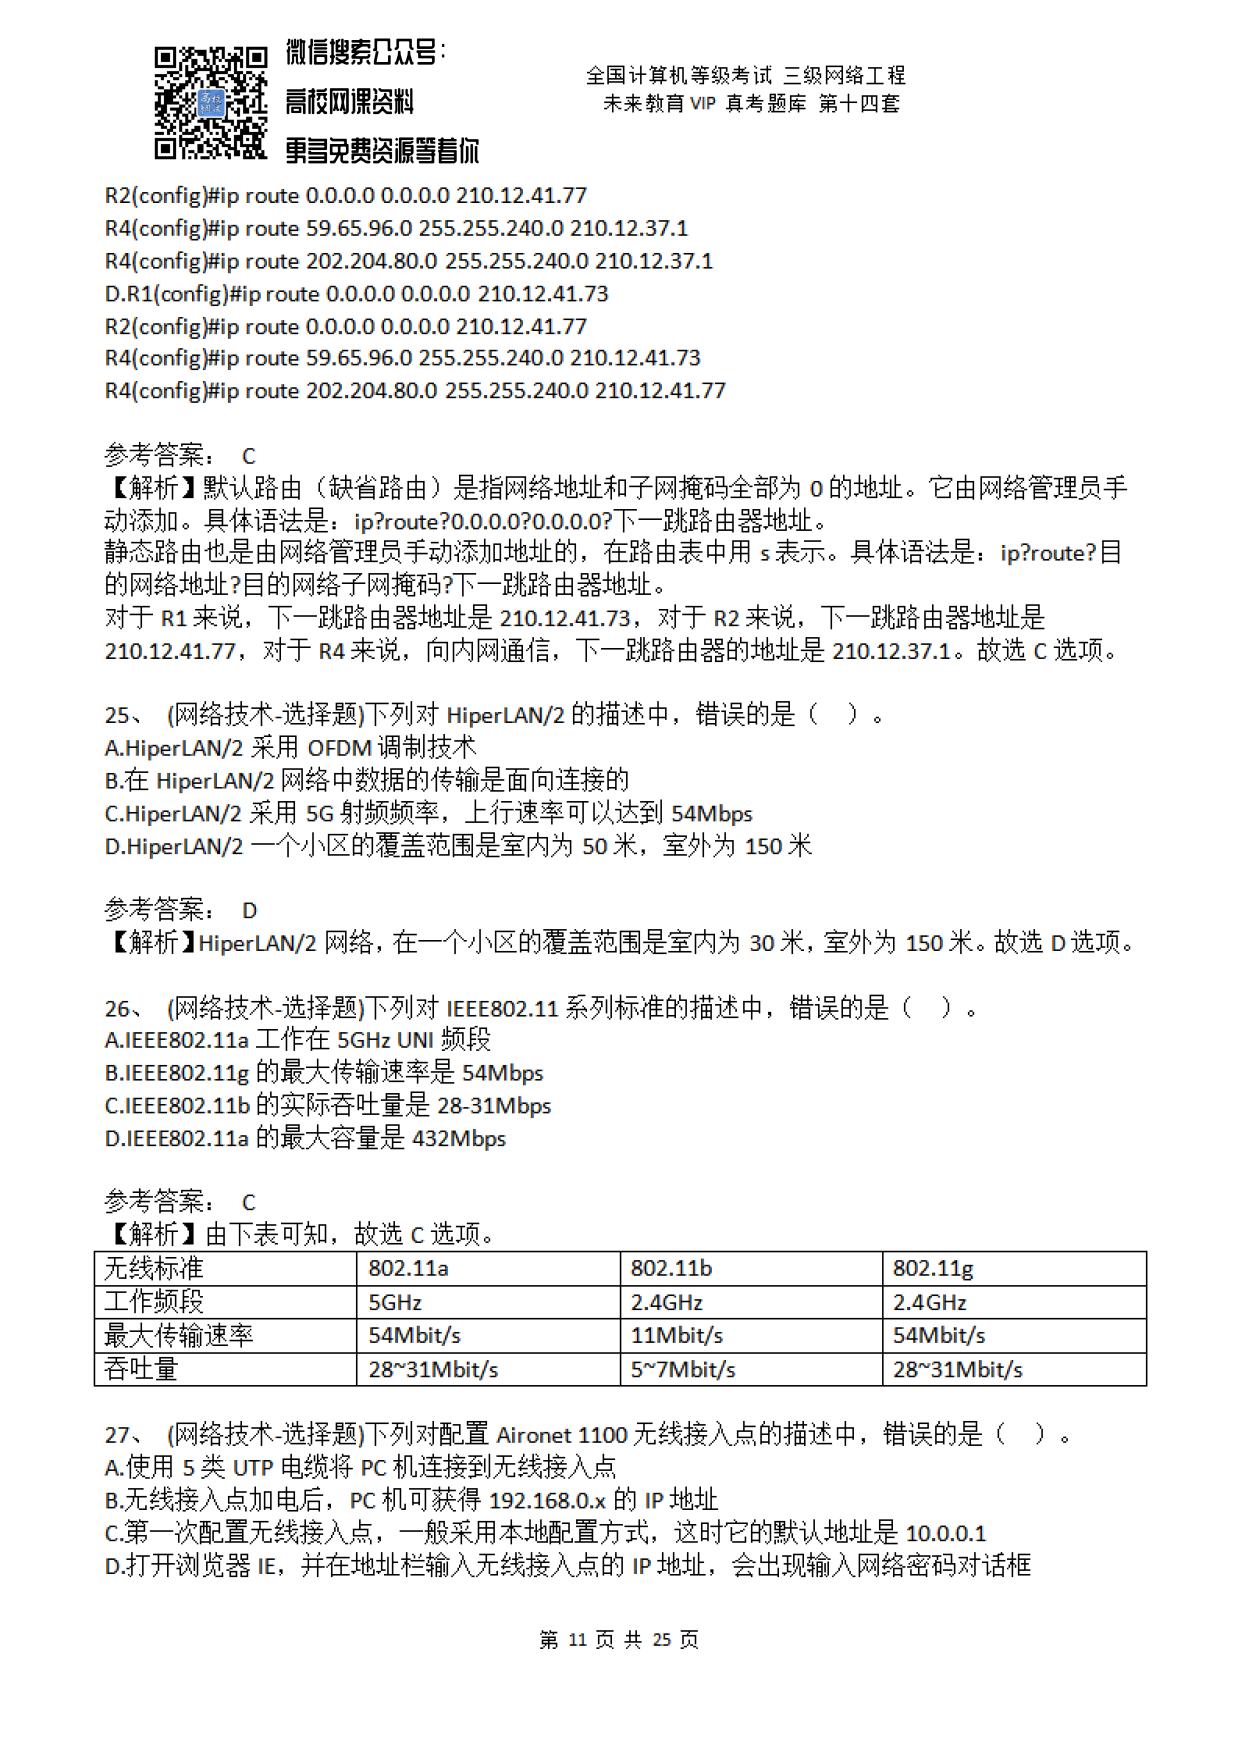 微信搜索公众号:
高校网课资料
更多免费资源等着你
高校
网课
全国计算机等级考试 三级网络工程
未来教育 VIP 真考题库 第十四套
R2(config)#ip route 0.0.0.0 0.0.0.0 210.12.41.77
R4(config)#ip route 59.65.96.0 255.255.240.0 210.12.37.1
R4(config)#ip route 202.204.80.0 255.255.240.0 210.12.37.1
D.R1(config)#ip route 0.0.0.0 0.0.0.0 210.12.41.73
R2(config)#ip route 0.0.0.0 0.0.0.0 210.12.41.77
R4(config)#ip route 59.65.96.0 255.255.240.0 210.12.41.73
R4(config)#ip route 202.204.80.0 255.255.240.0 210.12.41.77
参考答案： C
【解析】默认路由（缺省路由）是指网络地址和子网掩码全部为 0 的地址。它由网络管理员手
动添加。具体语法是：ip?route?0.0.0.0?0.0.0.0?下一跳路由器地址。
静态路由也是由网络管理员手动添加地址的，在路由表中用 s 表示。具体语法是：ip?route?目
的网络地址?目的网络子网掩码?下一跳路由器地址。
对于 R1 来说，下一跳路由器地址是 210.12.41.73，对于 R2 来说，下一跳路由器地址是
210.12.41.77，对于 R4 来说，向内网通信，下一跳路由器的地址是 210.12.37.1。故选 C 选项。
25、 (网络技术-选择题)下列对 HiperLAN/2 的描述中，错误的是（ ）。
A.HiperLAN/2 采用 OFDM 调制技术
B.在 HiperLAN/2 网络中数据的传输是面向连接的
C.HiperLAN/2 采用 5G 射频频率，上行速率可以达到 54Mbps
D.HiperLAN/2 一个小区的覆盖范围是室内为 50 米，室外为 150 米
参考答案： D
【解析】HiperLAN/2 网络，在一个小区的覆盖范围是室内为 30 米，室外为 150 米。故选 D 选项。
26、 (网络技术-选择题)下列对 IEEE802.11 系列标准的描述中，错误的是（ ）。
A.IEEE802.11a 工作在 5GHz UNI 频段
B.IEEE802.11g 的最大传输速率是 54Mbps
C.IEEE802.11b 的实际吞吐量是 28-31Mbps
D.IEEE802.11a 的最大容量是 432Mbps
参考答案： C
【解析】由下表可知，故选 C 选项。
无线标准 802.11a 802.11b 802.11g
工作频段 5GHz 2.4GHz 2.4GHz
最大传输速率 54Mbit/s 11Mbit/s 54Mbit/s
吞吐量 28~31Mbit/s 5~7Mbit/s 28~31Mbit/s
27、 (网络技术-选择题)下列对配置 Aironet 1100 无线接入点的描述中，错误的是（ ）。
A.使用 5 类 UTP 电缆将 PC 机连接到无线接入点
B.无线接入点加电后，PC 机可获得 192.168.0.x 的 IP 地址
C.第一次配置无线接入点，一般采用本地配置方式，这时它的默认地址是 10.0.0.1
D.打开浏览器 IE，并在地址栏输入无线接入点的 IP 地址，会出现输入网络密码对话框
第 11 页 共 25 页